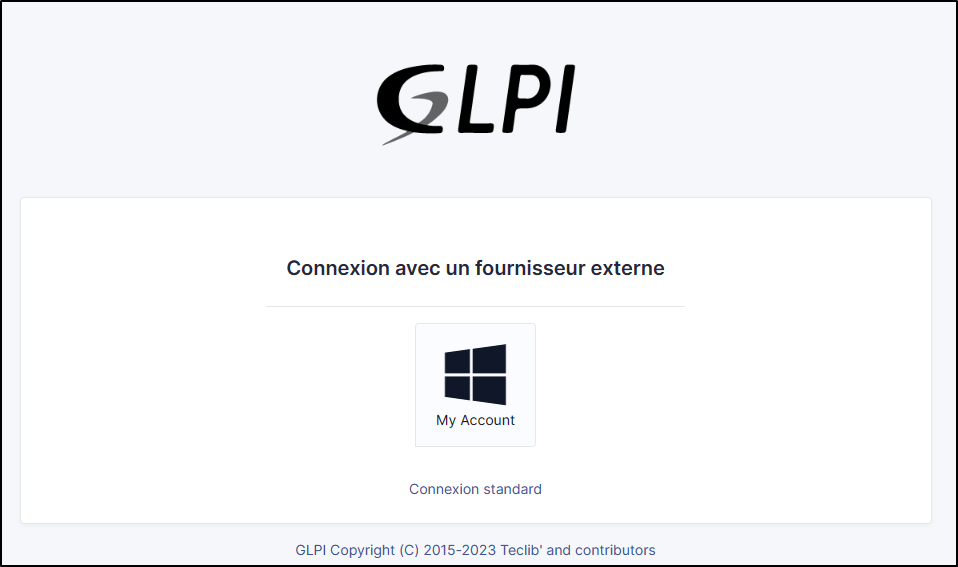 GLPI
Connexion avec un fournisseur externe
My Account
Connexion standard
GLPI Copyright (C) 2015-2023 Teclib' and contributors